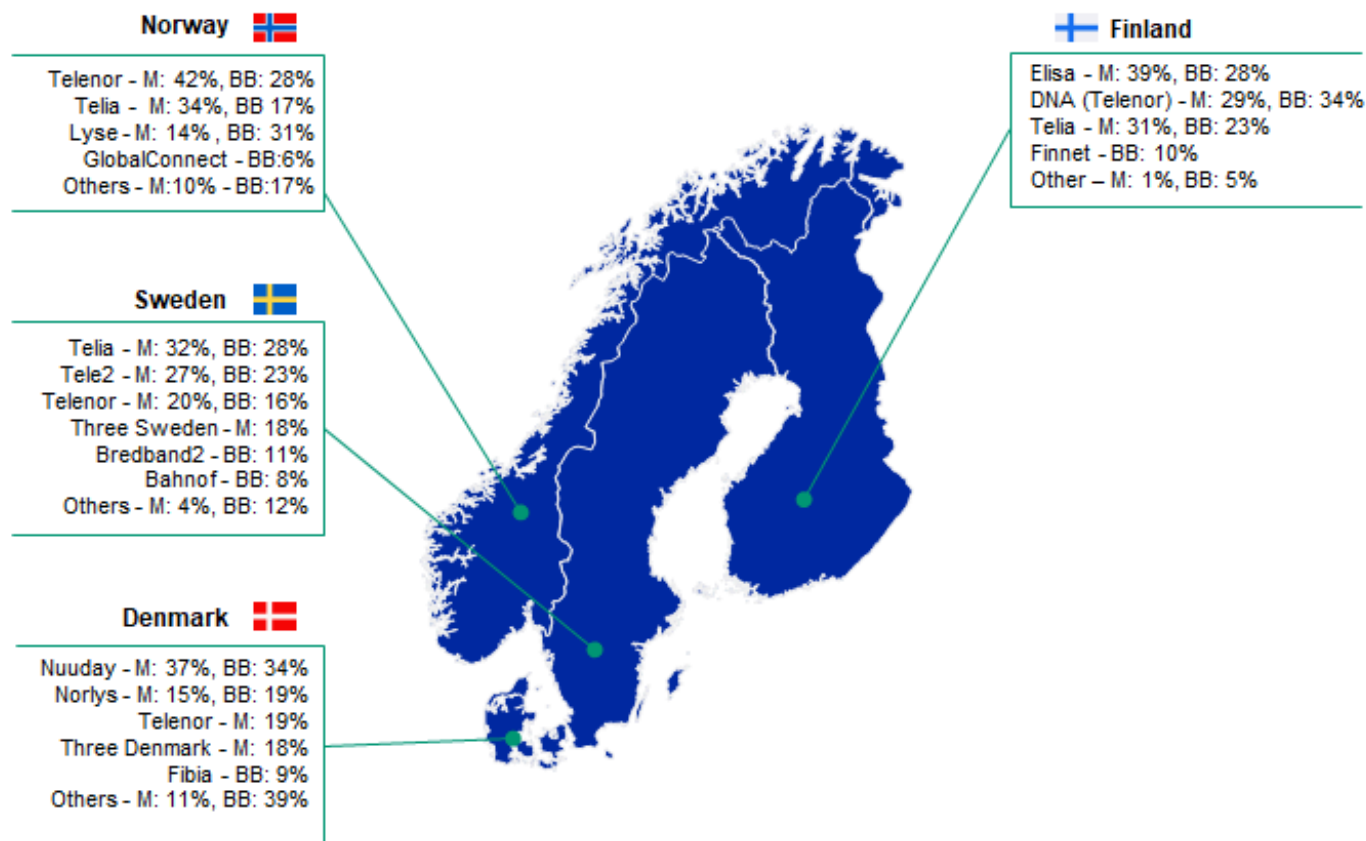 Norway
Telenor - M: 42%, BB: 28%
Telia - M: 34%, BB 17%
Lyse - M: 14% , BB: 31%
GlobalConnect - BB:6%
Others - M:10% - BB:17%
Sweden
Telia - M: 32%, BB: 28%
Tele2 - M: 27%, BB: 23%
Telenor - M: 20%, BB: 16%
Three Sweden - M: 18%
Bredband2 - BB: 11%
Bahnof - BB: 8%
Others - M: 4%, BB: 12%
Denmark
Nuuday - M: 37%, BB: 34%
Norlys - M: 15%, BB: 19%
Telenor - M: 19%
Three Denmark - M: 18%
Fibia - BB: 9%
Others - M: 11%, BB: 39%
Finland
Elisa - M: 39%, BB: 28%
DNA (Telenor) - M: 29%, BB: 34%
Telia - M: 31%, BB: 23%
Finnet - BB: 10%
Other – M: 1%, BB: 5%